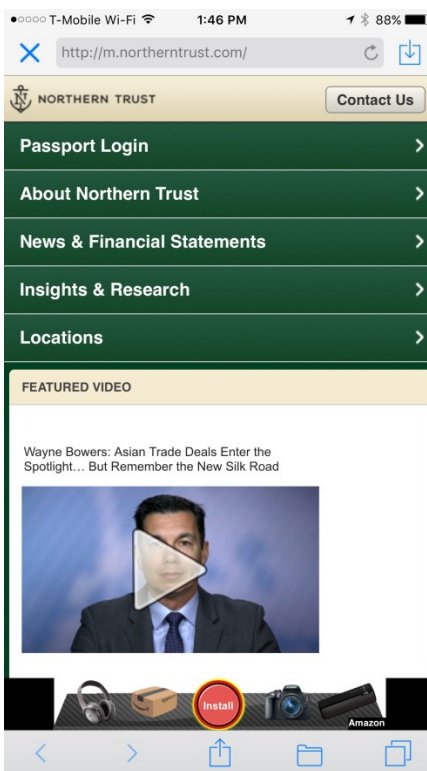 T-Mobile Wi-Fi 1:46 PM 88%
http://m.northerntrust.com/
NORTHERN TRUST Contact Us
Passport Login
About Northern Trust
News & Financial Statements
Insights & Research
Locations
FEATURED VIDEO
Wayne Bowers: Asian Trade Deals Enter the
Spotlight… But Remember the New Silk Road
Install
Amazon